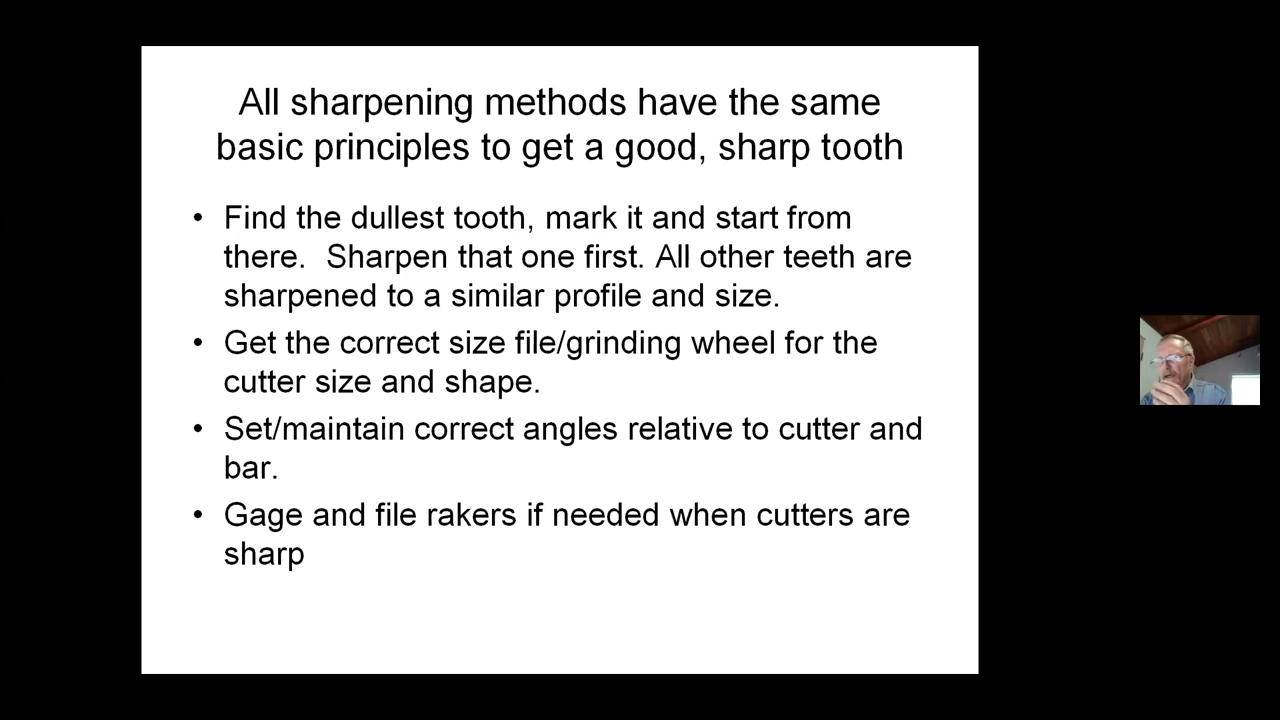 All sharpening methods have the same
basic principles to get a good, sharp tooth
• Find the dullest tooth, mark it and start from
there.  Sharpen that one first. All other teeth are
sharpened to a similar profile and size.
• Get the correct size file/grinding wheel for the
cutter size and shape.
• Set/maintain correct angles relative to cutter and
bar.
• Gage and file rakers if needed when cutters are
sharp